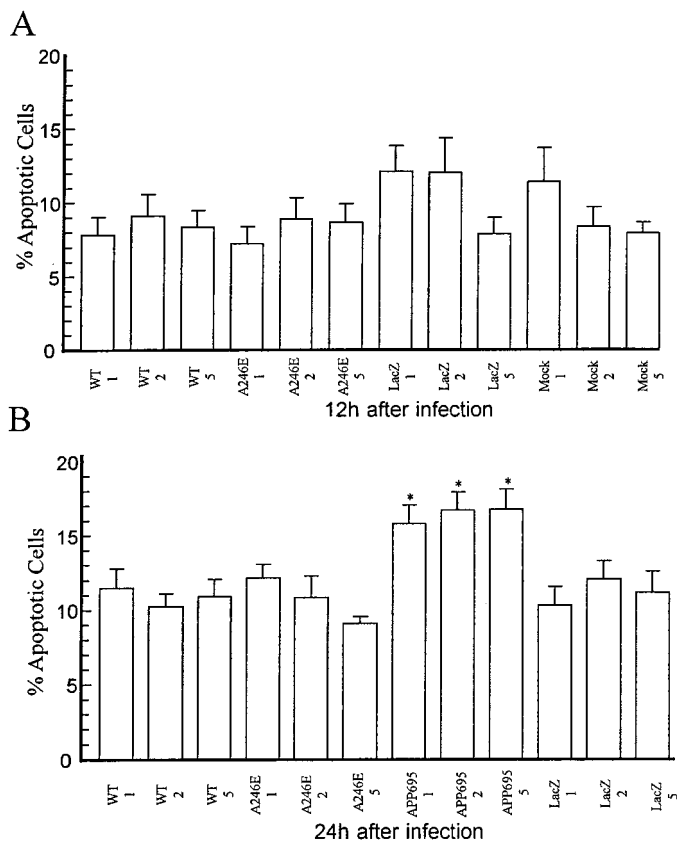 A
20
15
10
5
0
% Apoptotic Cells
WT 1
WT 2
WT 5
A246E 1
A246E 2
A246E 5
LacZ 1
LacZ 2
LacZ 5
Mock 1
Mock 2
Mock 5
12h after infection
B
20
15
10
5
0
% Apoptotic Cells
* * *
WT 1
WT 2
WT 5
A246E 1
A246E 2
A246E 5
APP695 1
APP695 2
APP695 5
LacZ 1
LacZ 2
LacZ 5
24h after infection